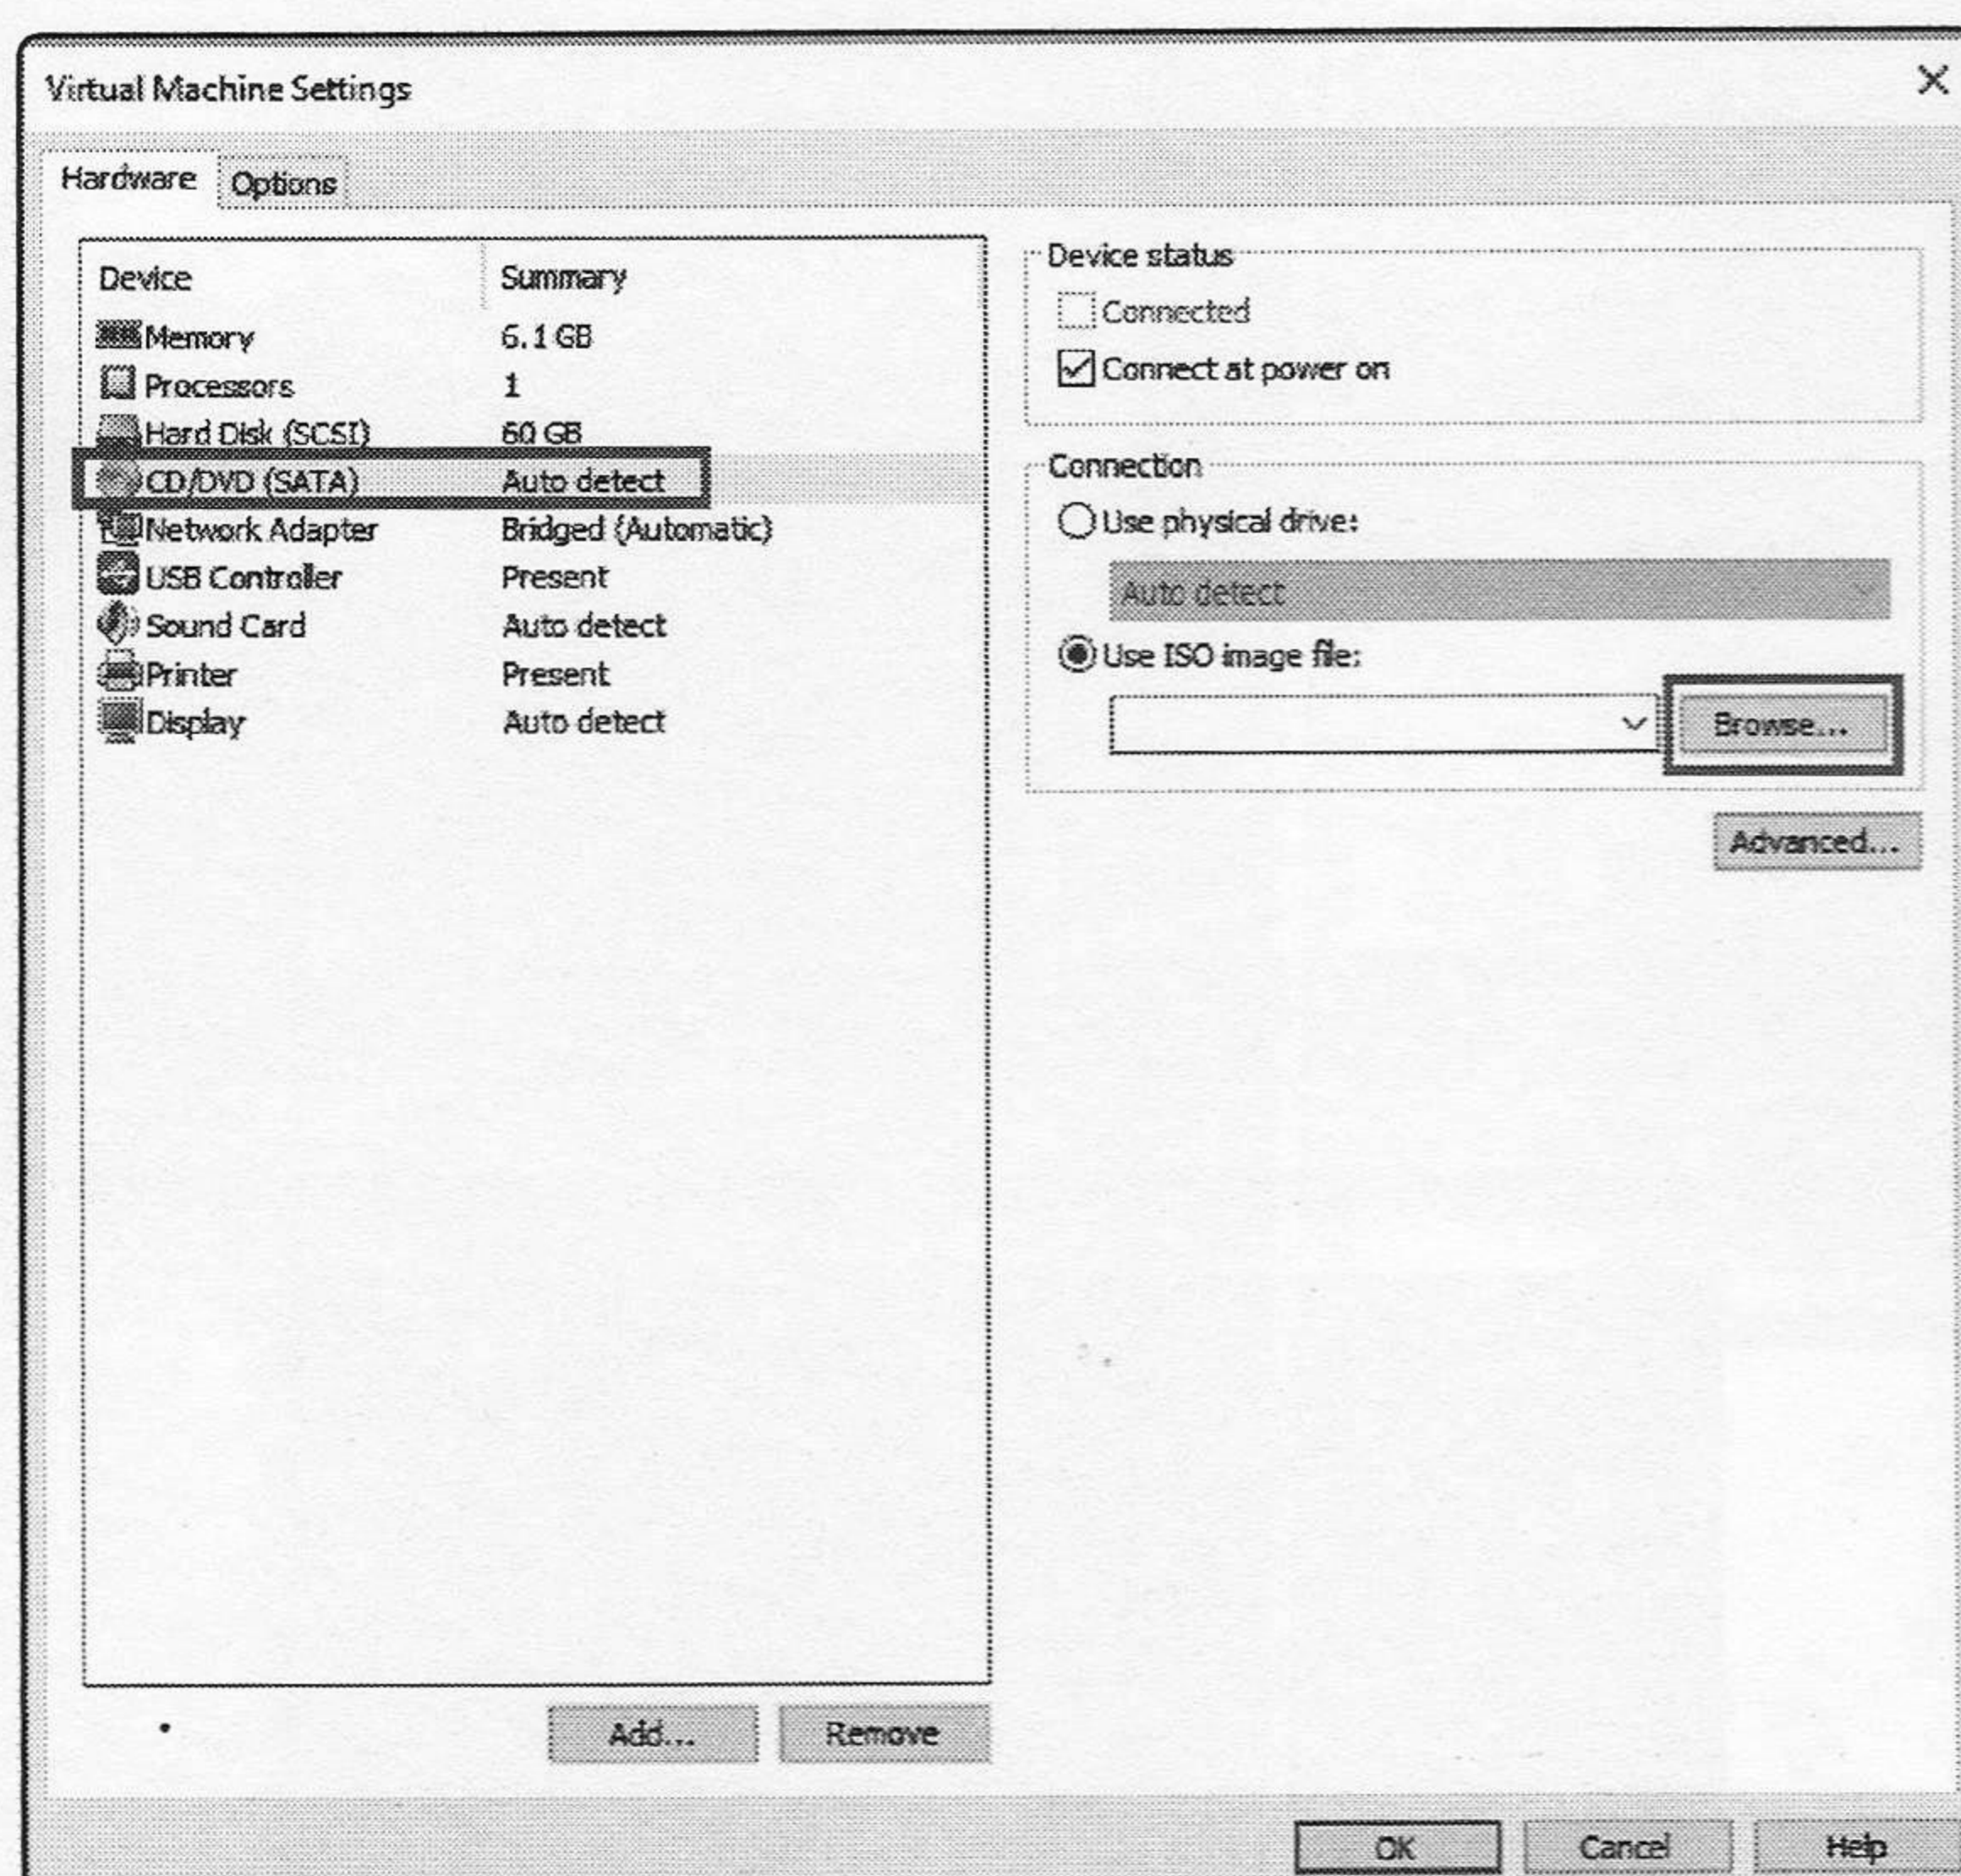 Virtual Machine Settings
Hardware Options
Device Summary
Memory 6.1 GB
Processors 1
Hard Disk (SCSI) 60 GB
CD/DVD (SATA) Auto detect
Network Adapter Bridged (Automatic)
USB Controller Present
Sound Card Auto detect
Printer Present
Display Auto detect
Add... Remove
Device status
Connected
Connect at power on
Connection
Use physical drive:
Auto detect
Use ISO image file:
Browse...
Advanced...
OK Cancel Help